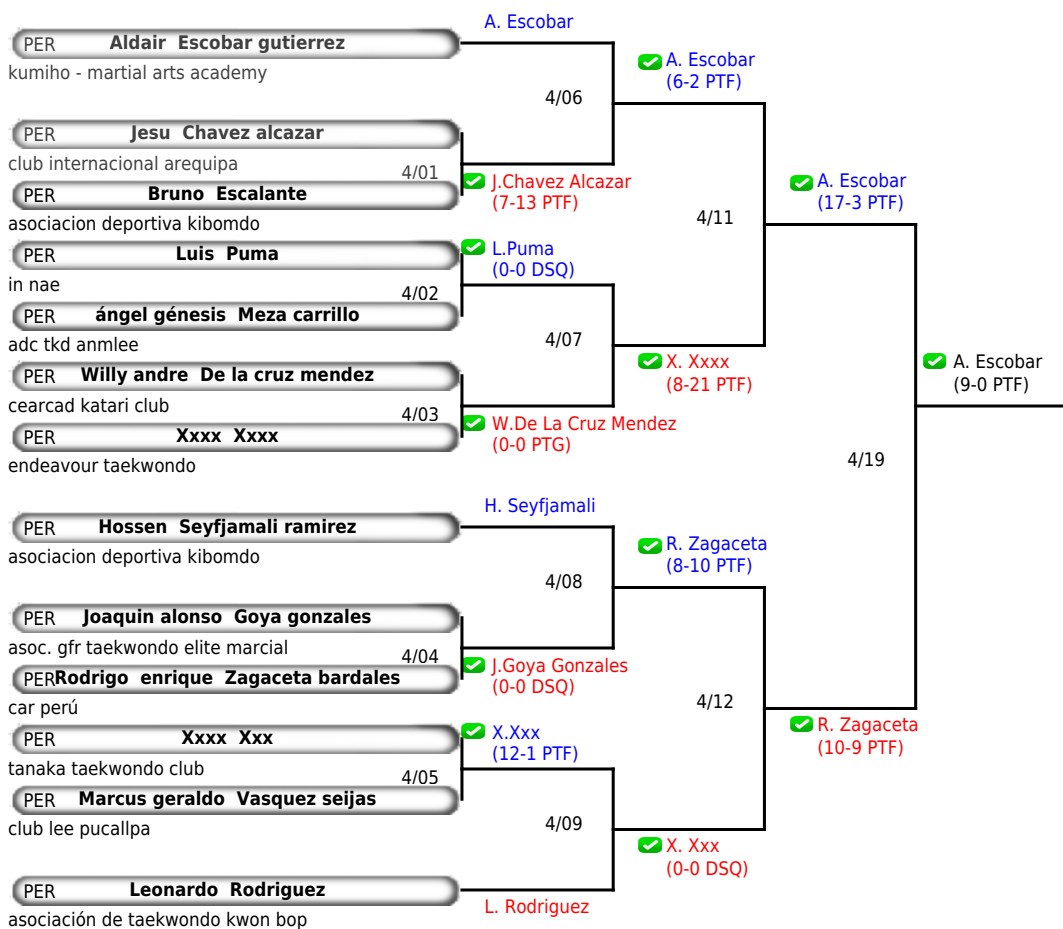 A. Escobar
PER Aldair Escobar gutierrez
kumiho - martial arts academy
4/06
A. Escobar
(6-2 PTF)
PER Jesu Chavez alcazar
club internacional arequipa
4/01
J.Chavez Alcazar
(7-13 PTF)
PER Bruno Escalante
asociacion deportiva kibomdo
4/11
A. Escobar
(17-3 PTF)
PER Luis Puma
in nae
L.Puma
(0-0 DSQ)
4/02
PER ángel génesis Meza carrillo
adc tkd anmlee
4/07
X. Xxxx
(8-21 PTF)
PER Willy andre De la cruz mendez
cearcad katari club
4/03
W.De La Cruz Mendez
(0-0 PTG)
PER Xxxx Xxxx
endeavour taekwondo
A. Escobar
(9-0 PTF)
4/19
H. Seyfjamali
PER Hossen Seyfjamali ramirez
asociacion deportiva kibomdo
4/08
R. Zagaceta
(8-10 PTF)
PER Joaquin alonso Goya gonzales
asoc. gfr taekwondo elite marcial
4/04
J.Goya Gonzales
(0-0 DSQ)
PER Rodrigo enrique Zagaceta bardales
car perú
4/12
R. Zagaceta
(10-9 PTF)
PER Xxxx Xxx
tanaka taekwondo club
X.Xxx
(12-1 PTF)
4/05
PER Marcus geraldo Vasquez seijas
club lee pucallpa
4/09
X. Xxx
(0-0 DSQ)
PER Leonardo Rodriguez
asociación de taekwondo kwon bop
L. Rodriguez